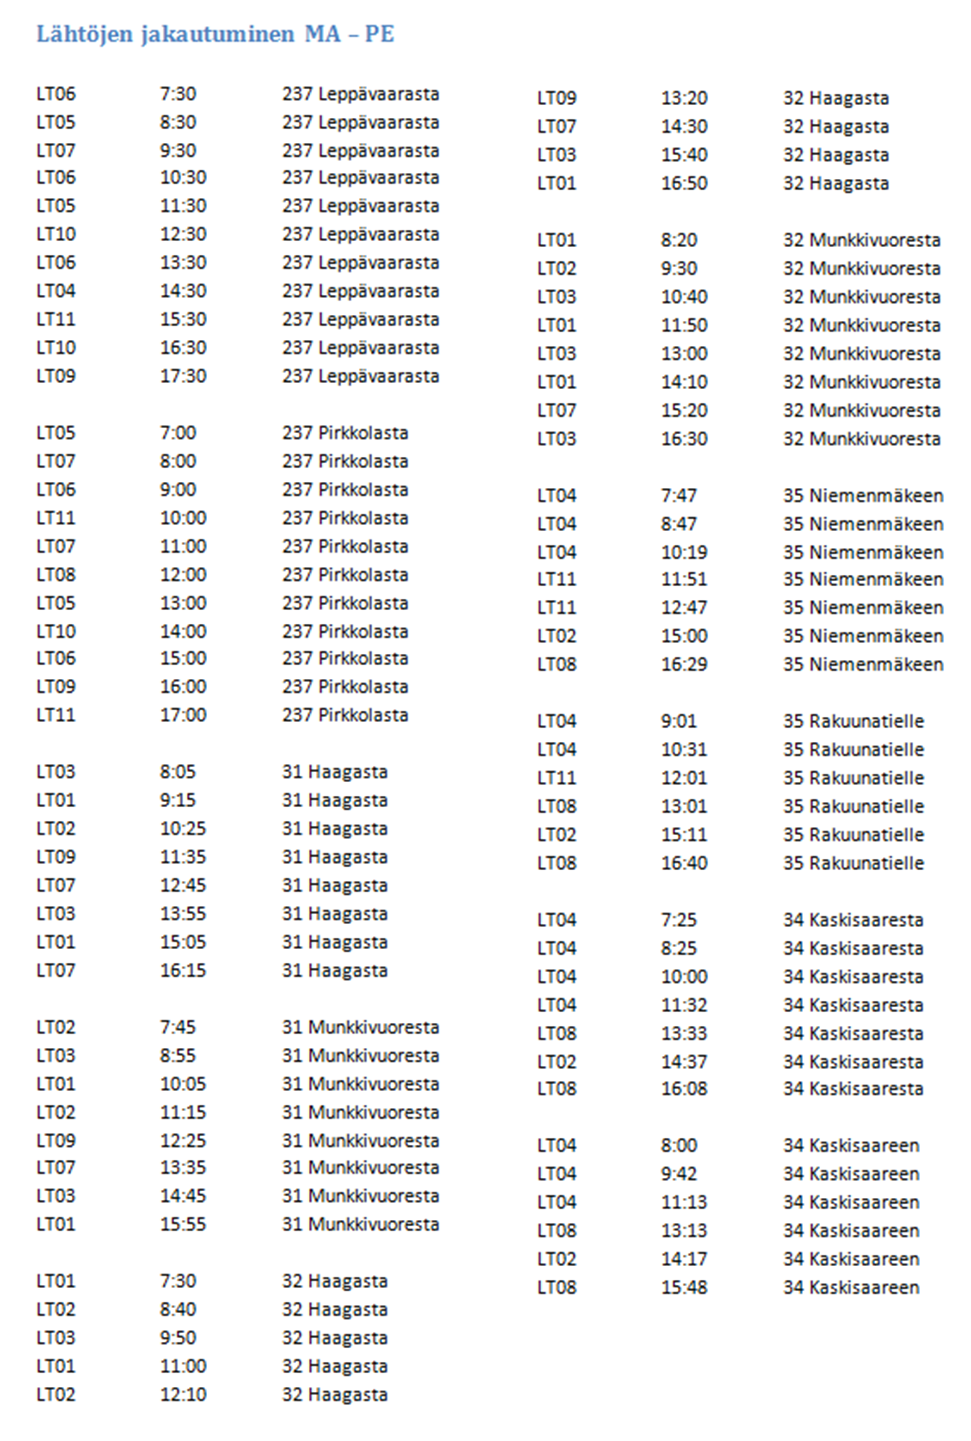 Lähtöjen jakautuminen MA – PE
LT06 7:30 237 Leppävaarasta
LT05 8:30 237 Leppävaarasta
LT07 9:30 237 Leppävaarasta
LT06 10:30 237 Leppävaarasta
LT05 11:30 237 Leppävaarasta
LT10 12:30 237 Leppävaarasta
LT06 13:30 237 Leppävaarasta
LT04 14:30 237 Leppävaarasta
LT11 15:30 237 Leppävaarasta
LT10 16:30 237 Leppävaarasta
LT09 17:30 237 Leppävaarasta
LT05 7:00 237 Pirkkolasta
LT07 8:00 237 Pirkkolasta
LT06 9:00 237 Pirkkolasta
LT11 10:00 237 Pirkkolasta
LT07 11:00 237 Pirkkolasta
LT08 12:00 237 Pirkkolasta
LT05 13:00 237 Pirkkolasta
LT10 14:00 237 Pirkkolasta
LT06 15:00 237 Pirkkolasta
LT09 16:00 237 Pirkkolasta
LT11 17:00 237 Pirkkolasta
LT03 8:05 31 Haagasta
LT01 9:15 31 Haagasta
LT02 10:25 31 Haagasta
LT09 11:35 31 Haagasta
LT07 12:45 31 Haagasta
LT03 13:55 31 Haagasta
LT01 15:05 31 Haagasta
LT07 16:15 31 Haagasta
LT02 7:45 31 Munkkivuoresta
LT03 8:55 31 Munkkivuoresta
LT01 10:05 31 Munkkivuoresta
LT02 11:15 31 Munkkivuoresta
LT09 12:25 31 Munkkivuoresta
LT07 13:35 31 Munkkivuoresta
LT03 14:45 31 Munkkivuoresta
LT01 15:55 31 Munkkivuoresta
LT01 7:30 32 Haagasta
LT02 8:40 32 Haagasta
LT03 9:50 32 Haagasta
LT01 11:00 32 Haagasta
LT02 12:10 32 Haagasta
LT09 13:20 32 Haagasta
LT07 14:30 32 Haagasta
LT03 15:40 32 Haagasta
LT01 16:50 32 Haagasta
LT01 8:20 32 Munkkivuoresta
LT02 9:30 32 Munkkivuoresta
LT03 10:40 32 Munkkivuoresta
LT01 11:50 32 Munkkivuoresta
LT03 13:00 32 Munkkivuoresta
LT01 14:10 32 Munkkivuoresta
LT07 15:20 32 Munkkivuoresta
LT03 16:30 32 Munkkivuoresta
LT04 7:47 35 Niemenmäkeen
LT04 8:47 35 Niemenmäkeen
LT04 10:19 35 Niemenmäkeen
LT11 11:51 35 Niemenmäkeen
LT11 12:47 35 Niemenmäkeen
LT02 15:00 35 Niemenmäkeen
LT08 16:29 35 Niemenmäkeen
LT04 9:01 35 Rakuunatielle
LT04 10:31 35 Rakuunatielle
LT11 12:01 35 Rakuunatielle
LT08 13:01 35 Rakuunatielle
LT02 15:11 35 Rakuunatielle
LT08 16:40 35 Rakuunatielle
LT04 7:25 34 Kaskisaaresta
LT04 8:25 34 Kaskisaaresta
LT04 10:00 34 Kaskisaaresta
LT04 11:32 34 Kaskisaaresta
LT08 13:33 34 Kaskisaaresta
LT02 14:37 34 Kaskisaaresta
LT08 16:08 34 Kaskisaaresta
LT04 8:00 34 Kaskisaareen
LT04 9:42 34 Kaskisaareen
LT04 11:13 34 Kaskisaareen
LT08 13:13 34 Kaskisaareen
LT02 14:17 34 Kaskisaareen
LT08 15:48 34 Kaskisaareen